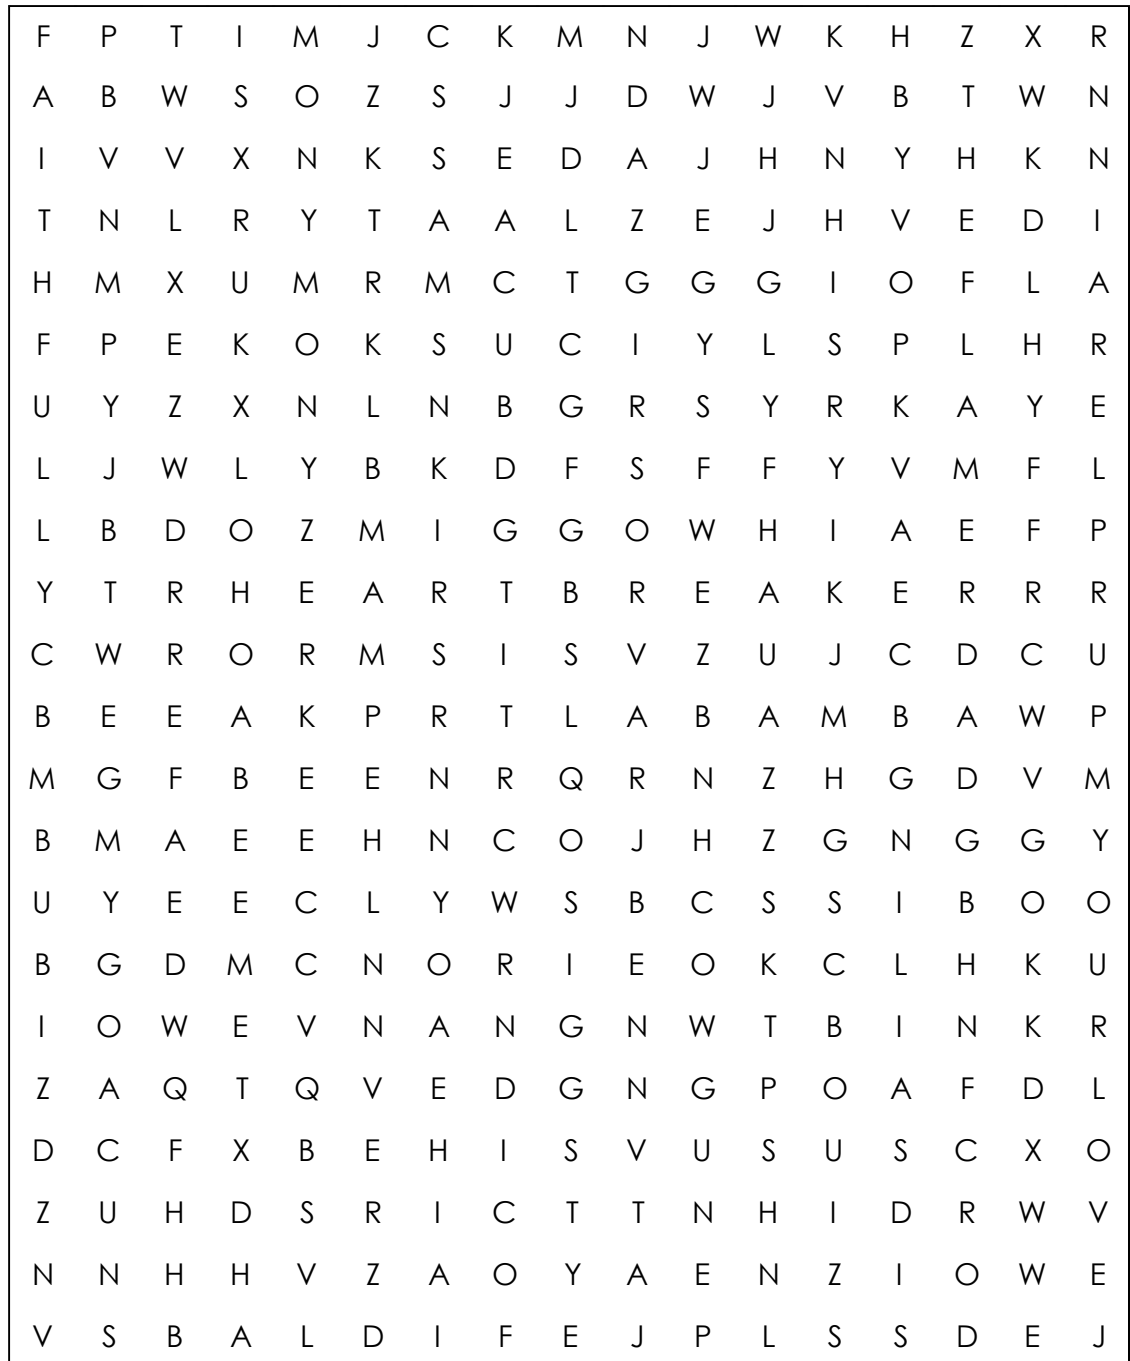 F P T I M J C K M N J W K H Z X R
A B W S O Z S J J D W J V B T W N
I V V X N K S E D A J H N Y H K N
T N L R Y T A A L Z E J H V E D I
H M X U M R M C T G G G I O F L A
F P E K O K S U C I Y L S P L H R
U Y Z X N L N B G R S Y R K A Y E
L J W L Y B K D F S F F Y V M F L
L B D O Z M I G G O W H I A E F P
Y T R H E A R T B R E A K E R R R
C W R O R M S I S V Z U J C D C U
B E E A K P R T L A B A M B A W P
M G F B E E N R Q R N Z H G D V M
B M A E E H N C O J H Z G N G G Y
U Y E E C L Y W S B C S S I B O O
B G D M C N O R I E O K C L H K U
I O W E V N A N G N W T B I N K R
Z A Q T Q V E D G N G P O A F D L
D C F X B E H I S V U S U S C X O
Z U H D S R I C T T N H I D R W V
N N H H V Z A O Y A E N Z I O W E
V S B A L D I F E J P L S S D E J